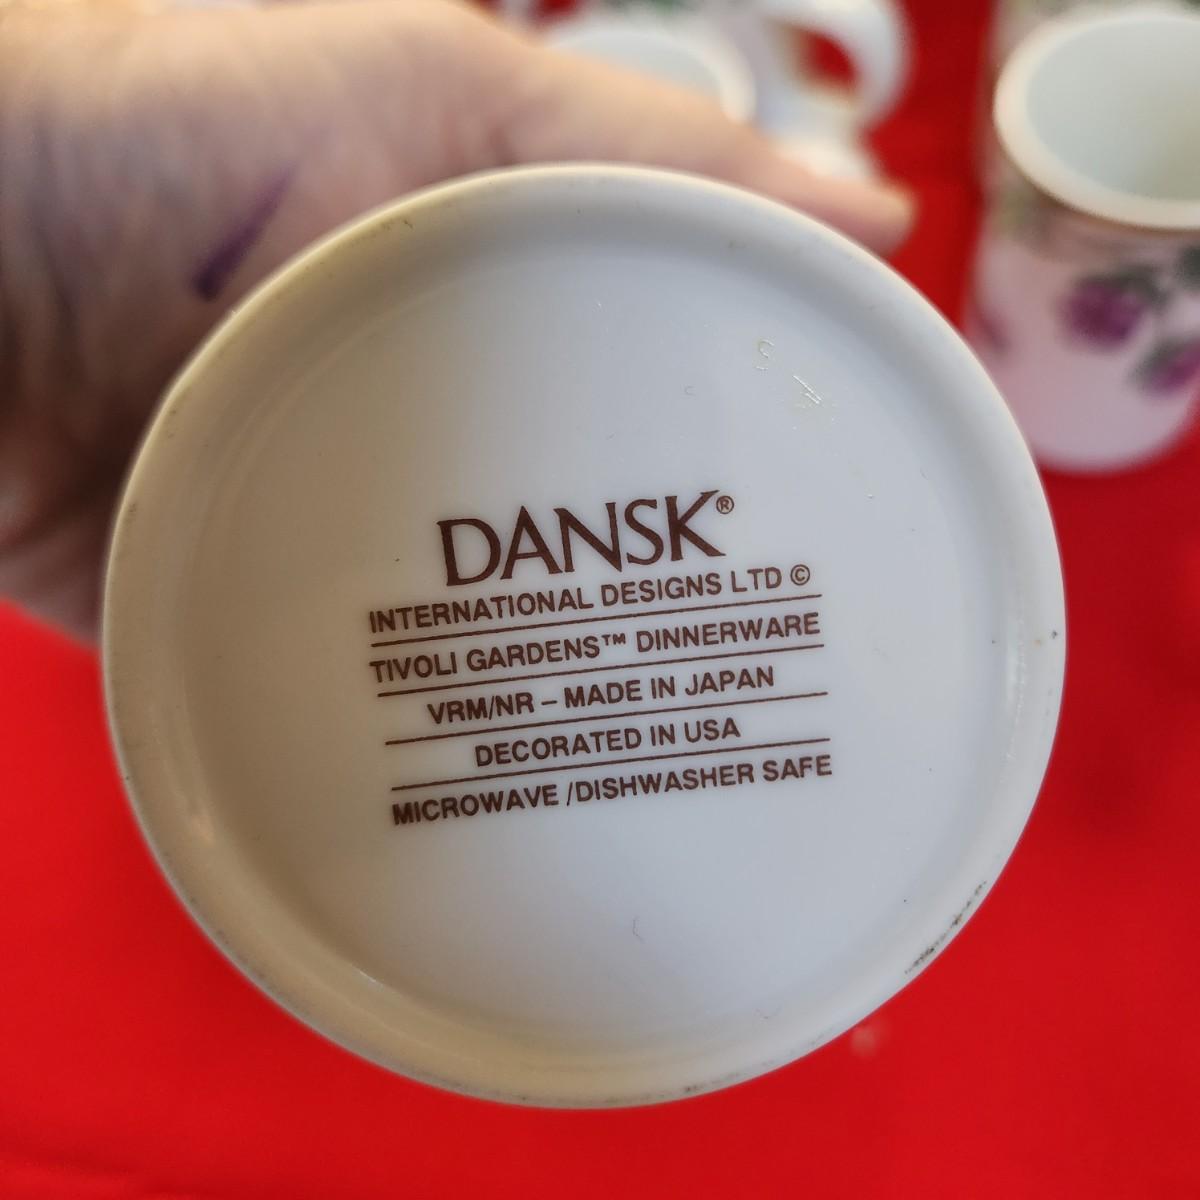 DANSK®
INTERNATIONAL DESIGNS LTD ©
TIVOLI GARDENS™ DINNERWARE
VRM/NR – MADE IN JAPAN
DECORATED IN USA
MICROWAVE /DISHWASHER SAFE